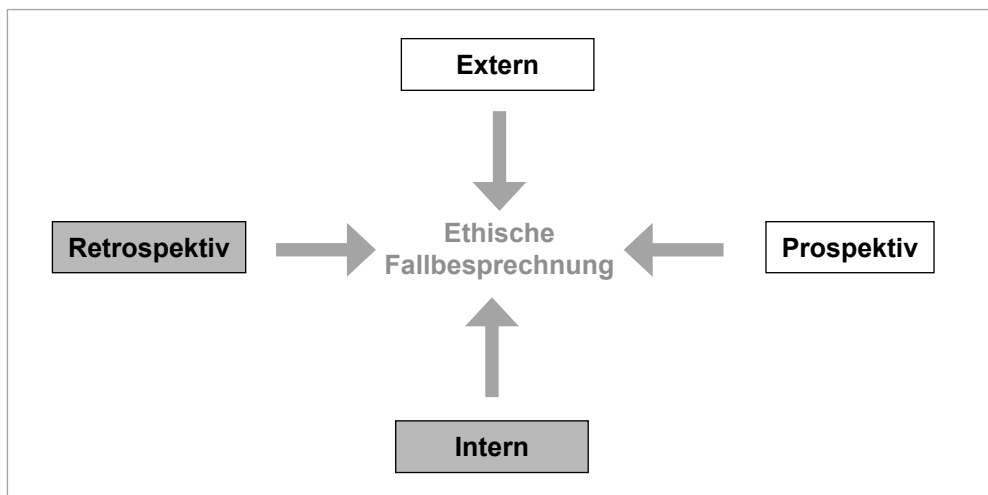 Extern
Retrospektiv
Ethische
Fallbesprechnung
Prospektiv
Intern